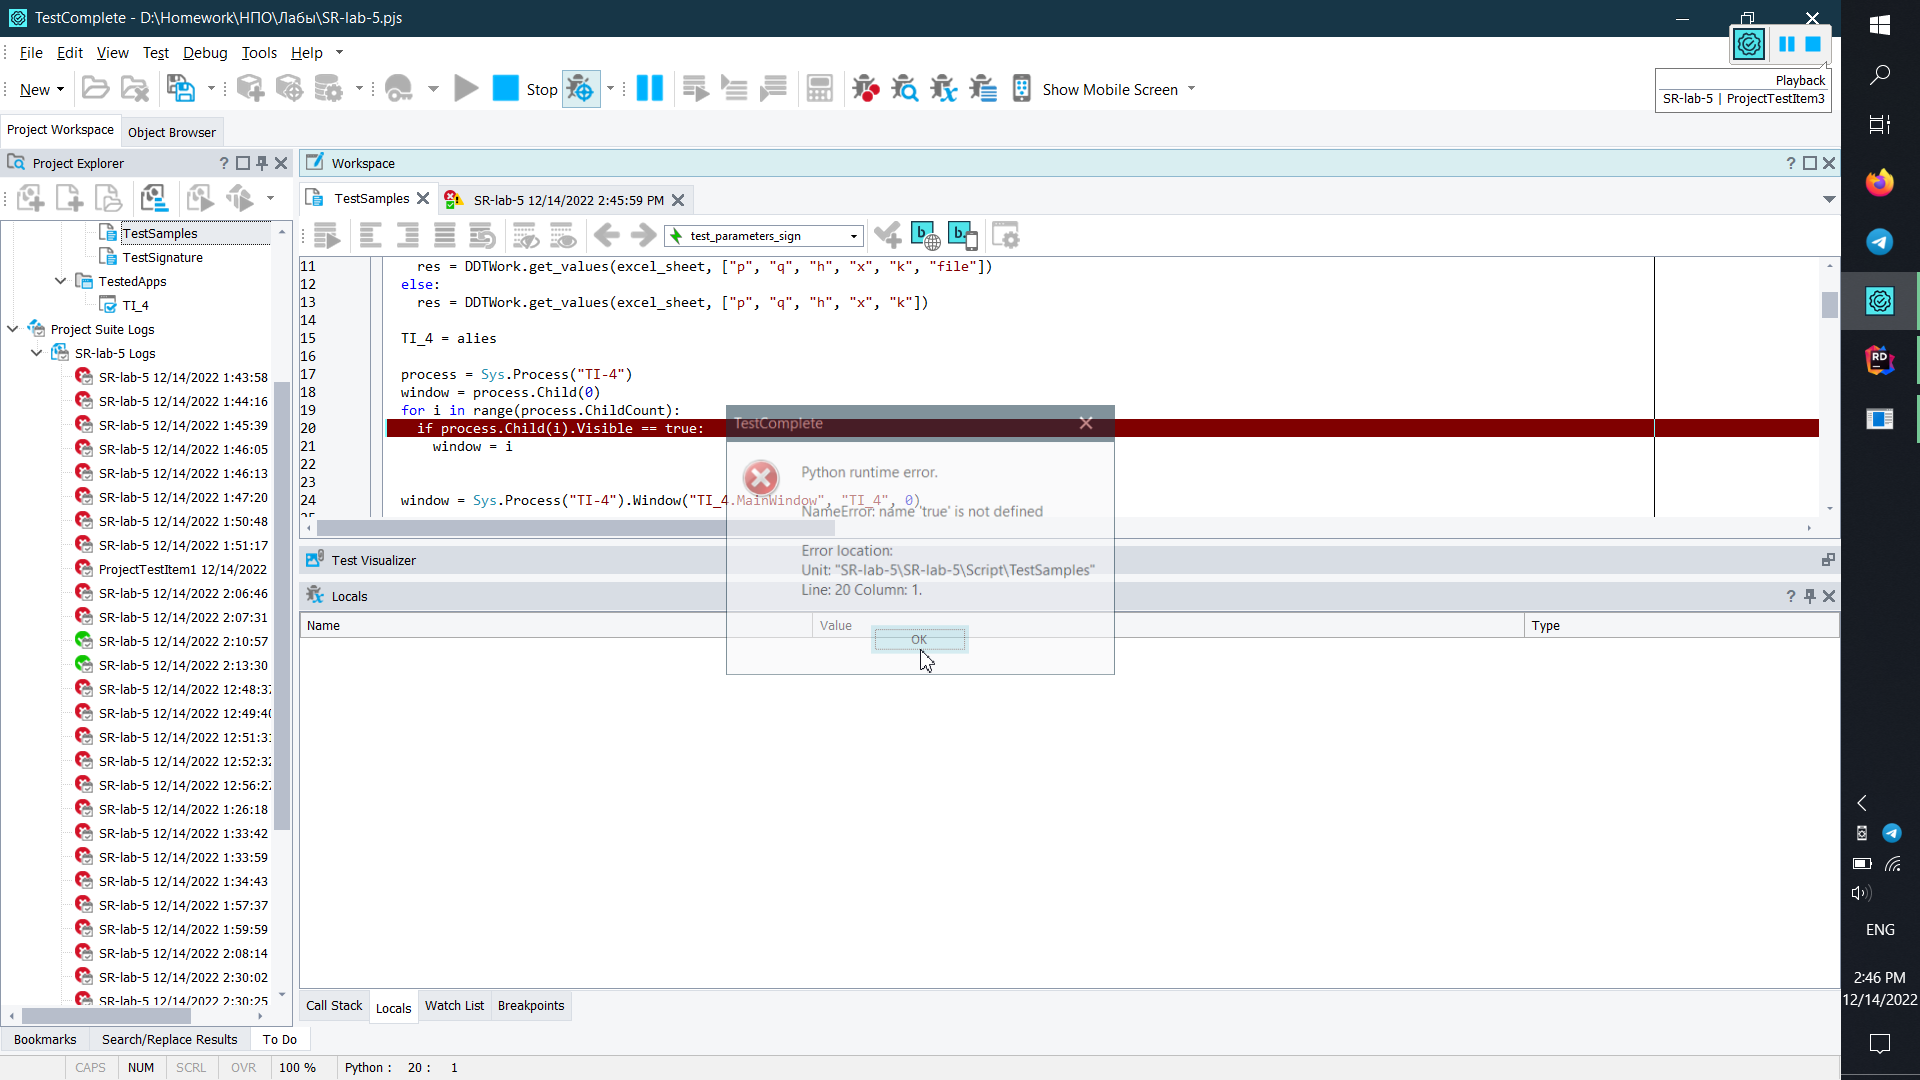 TestComplete - D:\Homework\НПО\Лабы\SR-lab-5.pjs
File Edit View Test Debug Tools Help
New Stop Show Mobile Screen
Playback
SR-lab-5 | ProjectTestItem3
Project Workspace Object Browser
Project Explorer
?
Workspace
?
TestSamples
SR-lab-5 12/14/2022 2:45:59 PM
test_parameters_sign
TestSamples
TestSignature
TestedApps
TI_4
Project Suite Logs
SR-lab-5 Logs
SR-lab-5 12/14/2022 1:43:58
SR-lab-5 12/14/2022 1:44:16
SR-lab-5 12/14/2022 1:45:39
SR-lab-5 12/14/2022 1:46:05
SR-lab-5 12/14/2022 1:46:13
SR-lab-5 12/14/2022 1:47:20
SR-lab-5 12/14/2022 1:50:48
SR-lab-5 12/14/2022 1:51:17
ProjectTestItem1 12/14/2022
SR-lab-5 12/14/2022 2:06:46
SR-lab-5 12/14/2022 2:07:31
SR-lab-5 12/14/2022 2:10:57
SR-lab-5 12/14/2022 2:13:30
SR-lab-5 12/14/2022 12:48:37
SR-lab-5 12/14/2022 12:49:40
SR-lab-5 12/14/2022 12:51:31
SR-lab-5 12/14/2022 12:52:32
SR-lab-5 12/14/2022 12:56:27
SR-lab-5 12/14/2022 1:26:18
SR-lab-5 12/14/2022 1:33:42
SR-lab-5 12/14/2022 1:33:59
SR-lab-5 12/14/2022 1:34:43
SR-lab-5 12/14/2022 1:57:37
SR-lab-5 12/14/2022 1:59:59
SR-lab-5 12/14/2022 2:08:14
SR-lab-5 12/14/2022 2:30:02
SR-lab-5 12/14/2022 2:30:25
11 res = DDTWork.get_values(excel_sheet, ["p", "q", "h", "x", "k", "file"])
12 else:
13 res = DDTWork.get_values(excel_sheet, ["p", "q", "h", "x", "k"])
14
15 TI_4 = alies
16
17 process = Sys.Process("TI-4")
18 window = process.Child(0)
19 for i in range(process.ChildCount):
20 if process.Child(i).Visible == true:
21 window = i
22
23
24 window = Sys.Process("TI-4").Window("TI_4.MainWindow", "TI_4", 0)
25
TestComplete
Python runtime error.
NameError: name 'true' is not defined
Error location:
Unit: "SR-lab-5\SR-lab-5\Script\TestSamples"
Line: 20 Column: 1.
OK
Test Visualizer
Locals
?
Name Value Type
Call Stack Locals Watch List Breakpoints
Bookmarks Search/Replace Results To Do
CAPS NUM SCRL OVR 100 % Python : 20 : 1
RD
ENG
2:46 PM
12/14/2022